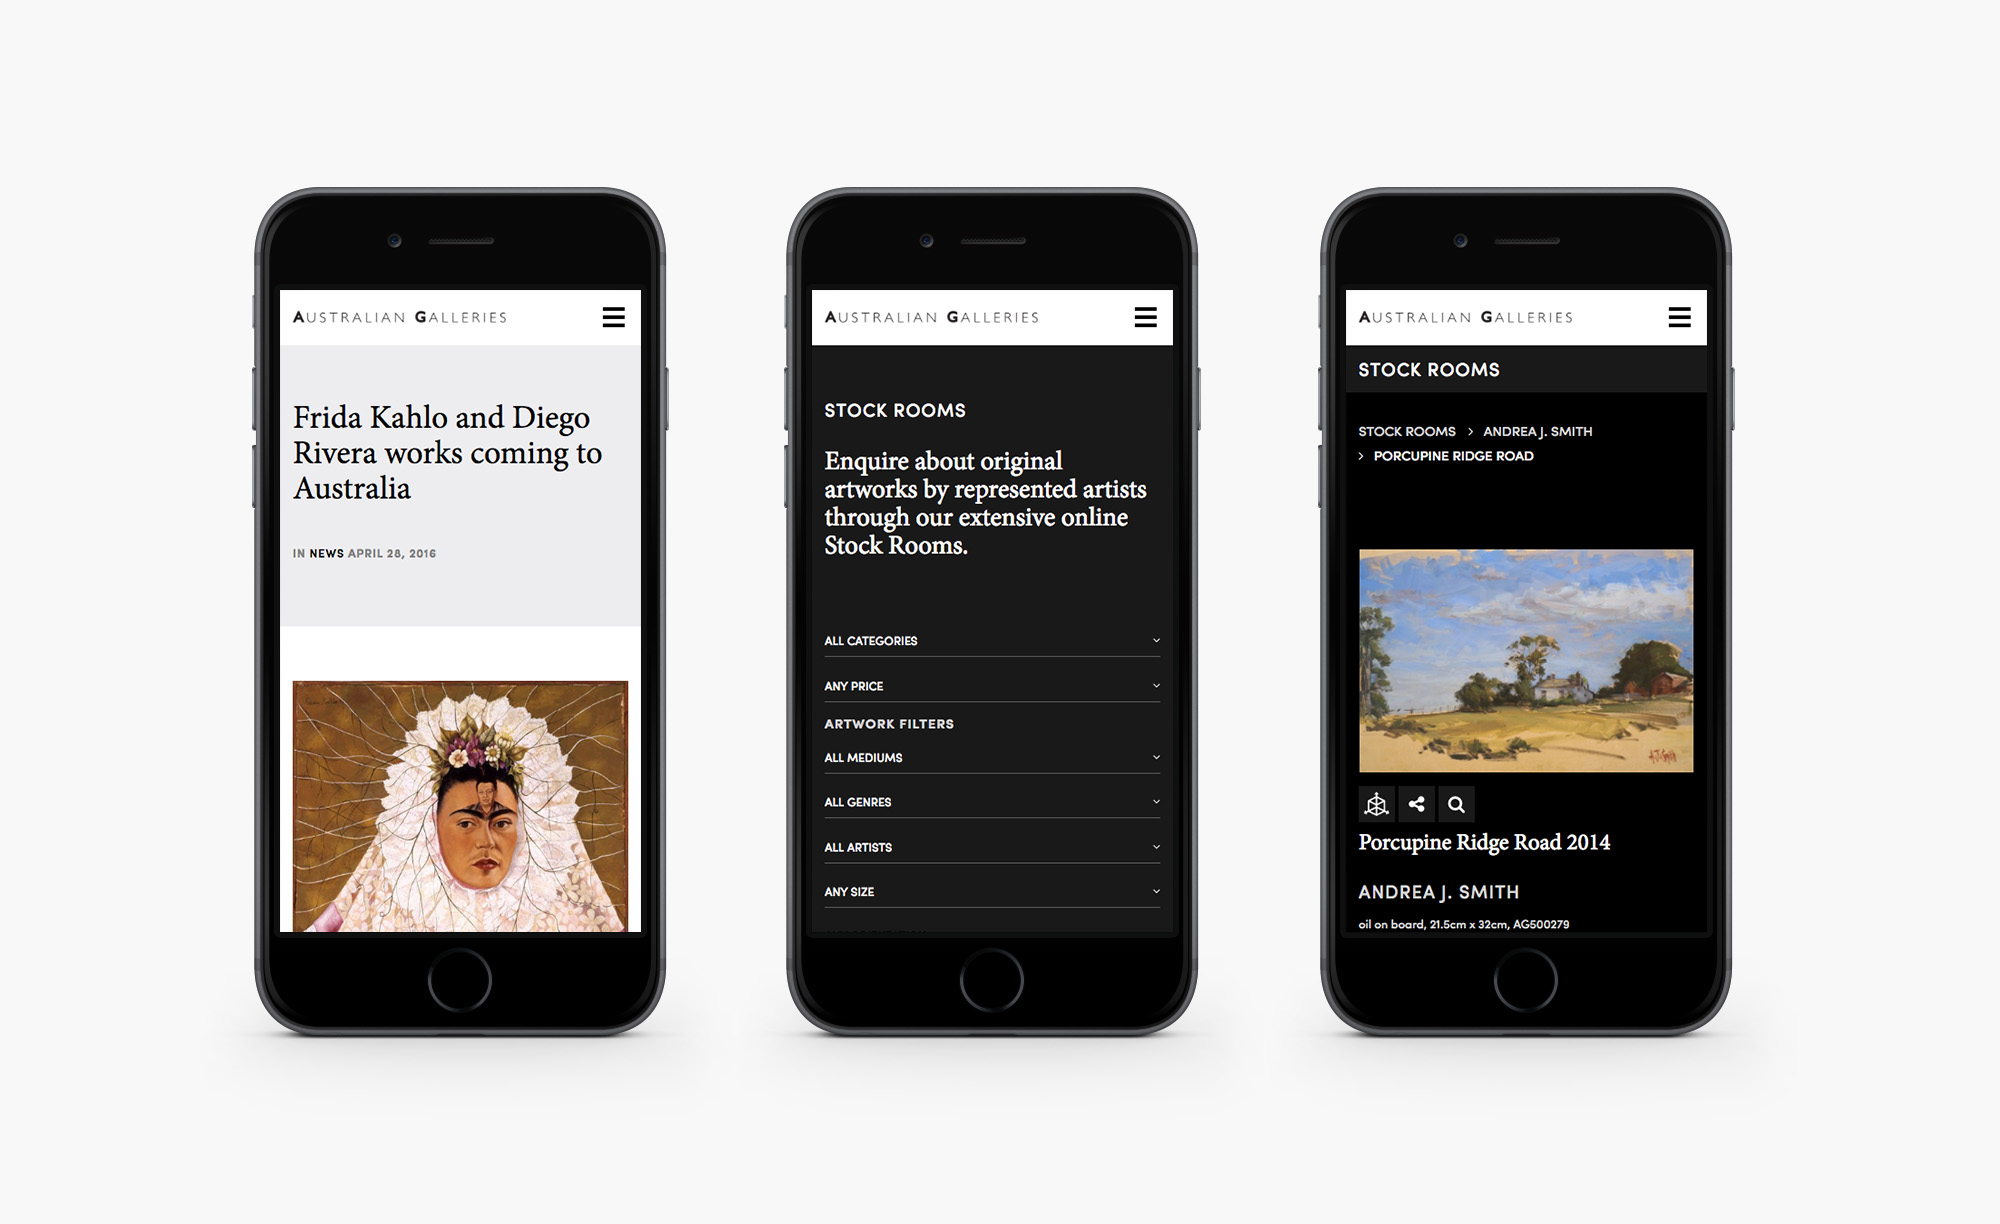 AUSTRALIAN GALLERIES
Frida Kahlo and Diego
Rivera works coming to
Australia
IN NEWS APRIL 28, 2016
AUSTRALIAN GALLERIES
STOCK ROOMS
Enquire about original
artworks by represented artists
through our extensive online
Stock Rooms.
ALL CATEGORIES
ANY PRICE
ARTWORK FILTERS
ALL MEDIUMS
ALL GENRES
ALL ARTISTS
ANY SIZE
AUSTRALIAN GALLERIES
STOCK ROOMS
STOCK ROOMS > ANDREA J. SMITH
> PORCUPINE RIDGE ROAD
Porcupine Ridge Road 2014
ANDREA J. SMITH
oil on board, 21.5cm x 32cm, AG500279